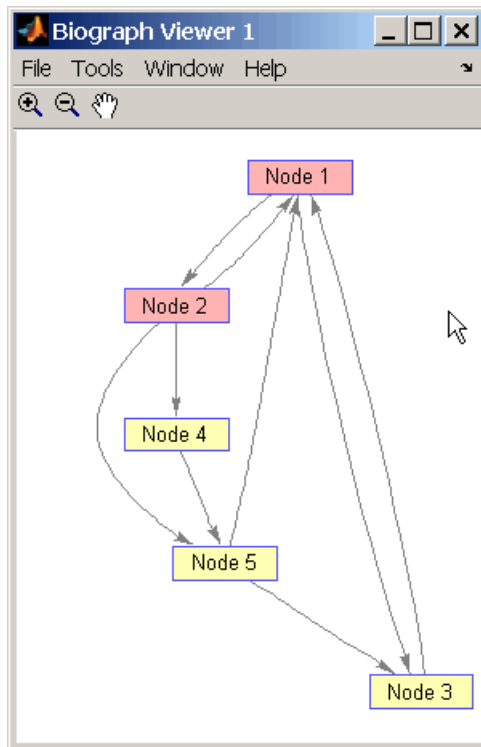 Biograph Viewer 1
File Tools Window Help
Node 1
Node 2
Node 4
Node 5
Node 3